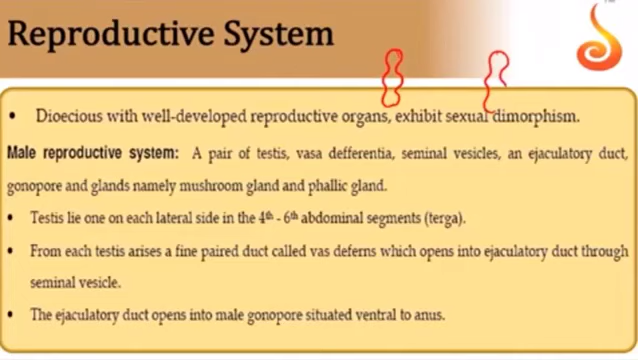 Reproductive System
• Dioecious with well-developed reproductive organs, exhibit sexual dimorphism.
Male reproductive system: A pair of testis, vasa defferentia, seminal vesicles, an ejaculatory duct,
gonopore and glands namely mushroom gland and phallic gland.
• Testis lie one on each lateral side in the 4th - 6th abdominal segments (terga).
• From each testis arises a fine paired duct called vas deferns which opens into ejaculatory duct through
seminal vesicle.
• The ejaculatory duct opens into male gonopore situated ventral to anus.